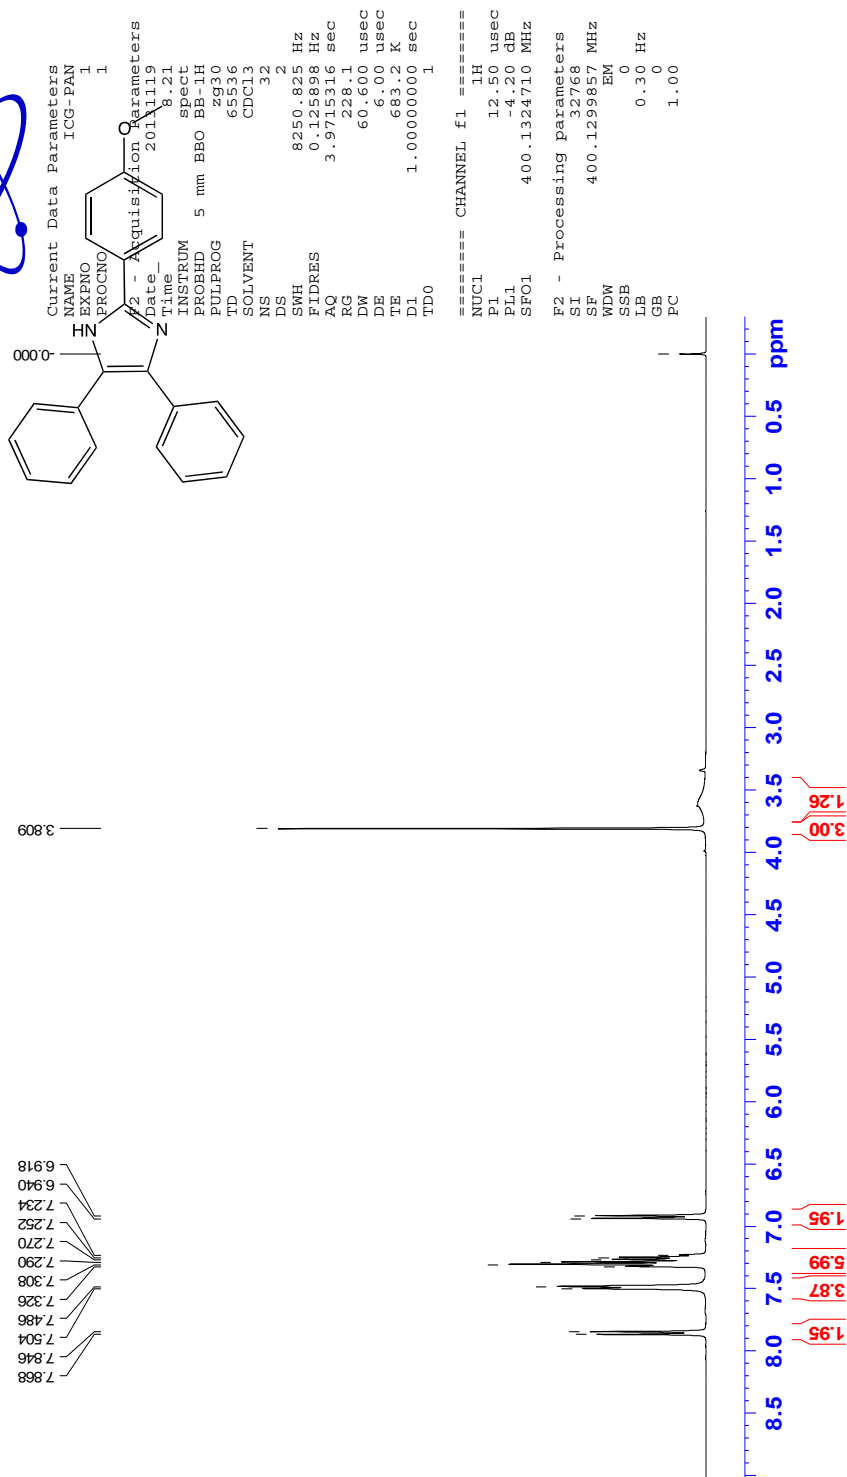 Current Data Parameters
NAME ICG-PAN
EXPNO 1
PROCNO 1
F2 - Acquisition Parameters
Date_ 20131119
Time 8.21
INSTRUM spect
PROBHD 5 mm BBO BB-1H
PULPROG zg30
TD 65536
SOLVENT CDCl3
NS 32
DS 2
SWH 8250.825 Hz
FIDRES 0.125898 Hz
AQ 3.9715316 sec
RG 228.1
DW 60.600 usec
DE 6.00 usec
TE 683.2 K
D1 1.00000000 sec
TD0 1
======== CHANNEL f1 ========
NUC1 1H
P1 12.50 usec
PL1 -4.20 dB
SFO1 400.1324710 MHz
F2 - Processing parameters
SI 32768
SF 400.1299857 MHz
WDW EM
SSB 0
LB 0.30 Hz
GB 0
PC 1.00
HN
N
O
7.868
7.846
7.504
7.486
7.326
7.308
7.290
7.270
7.252
7.234
6.940
6.918
3.809
-0.000
8.5 8.0 7.5 7.0 6.5 6.0 5.5 5.0 4.5 4.0 3.5 3.0 2.5 2.0 1.5 1.0 0.5 ppm
1.95
3.87
5.99
1.95
3.00
1.26